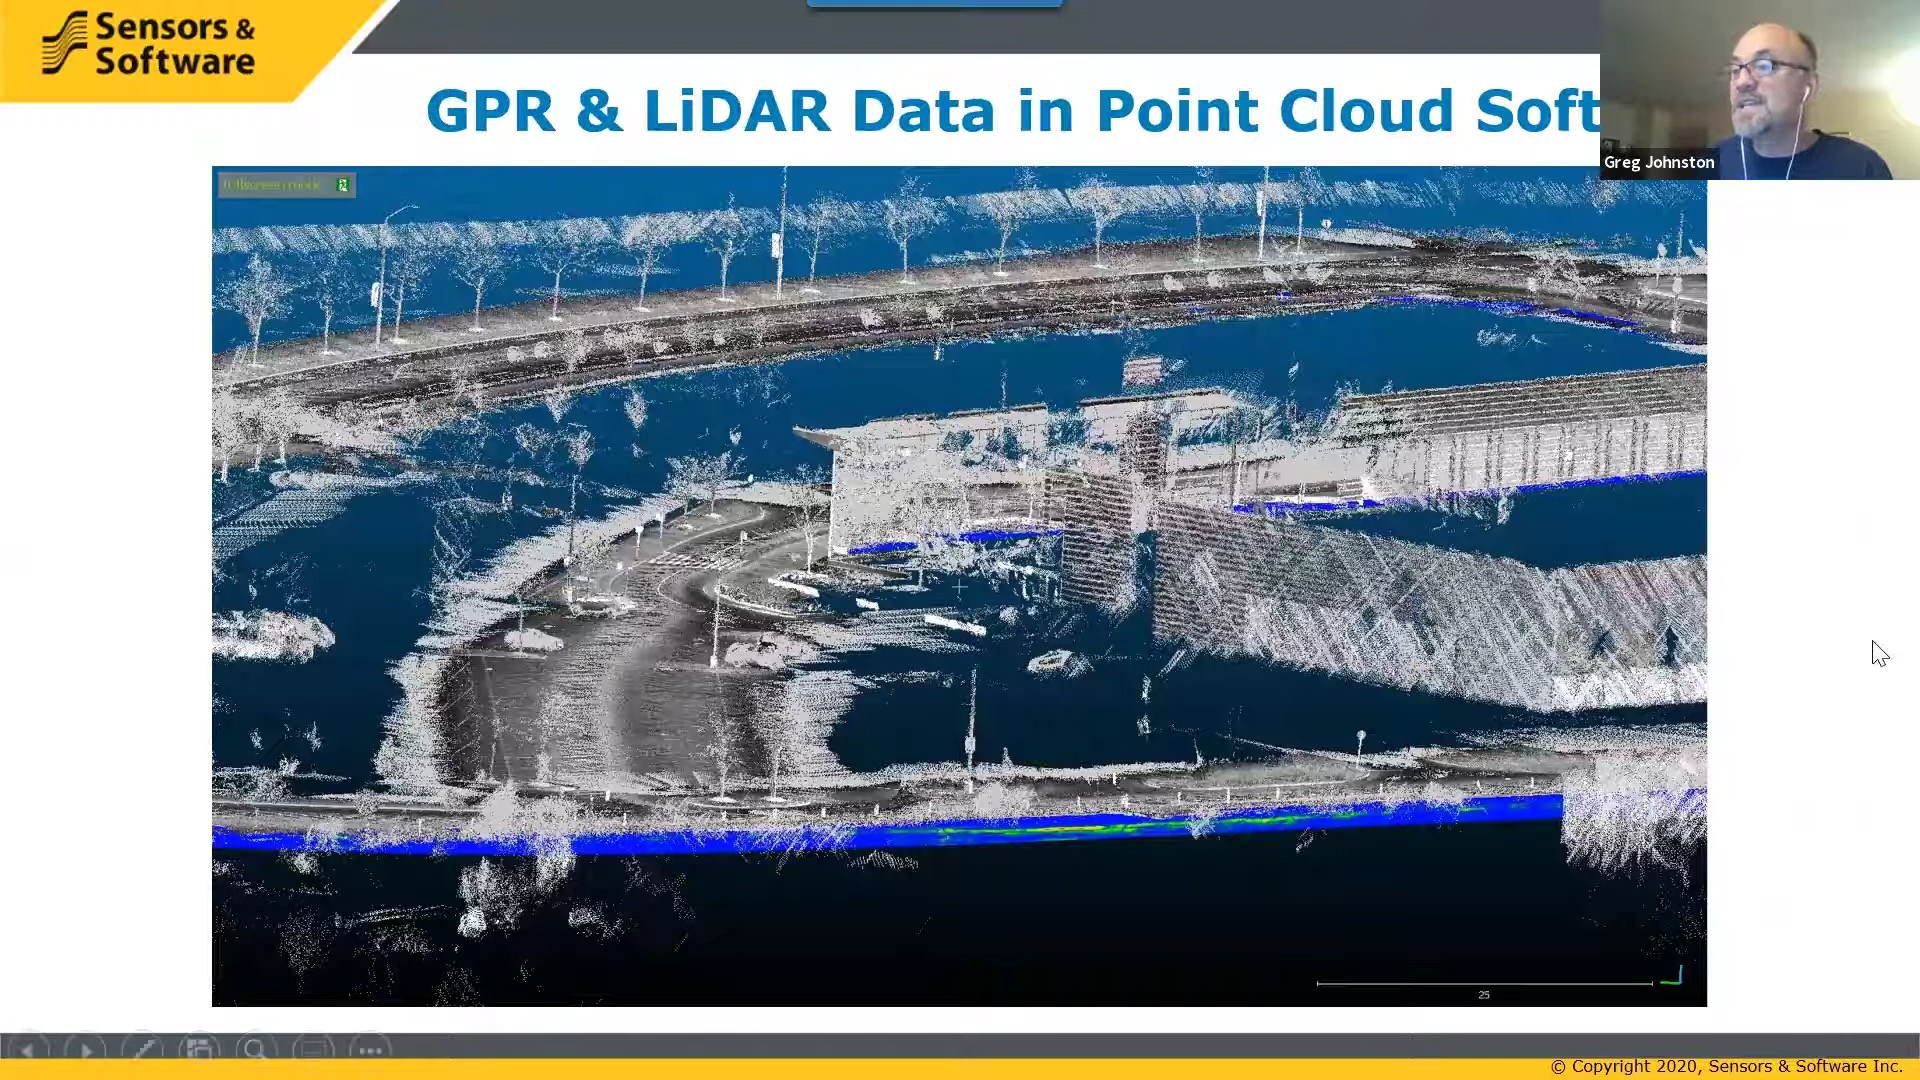 Sensors &
Software
GPR & LiDAR Data in Point Cloud Soft
Greg Johnston
25
© Copyright 2020, Sensors & Software Inc.